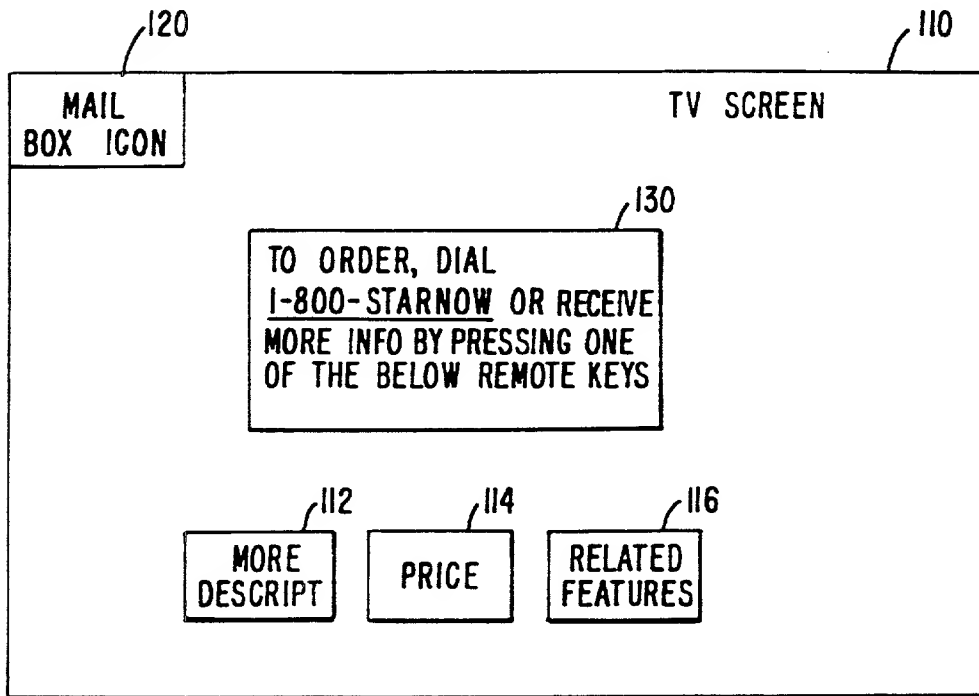 120
110
MAIL
BOX ICON
TV SCREEN
130
TO ORDER, DIAL
1-800-STARNOW OR RECEIVE
MORE INFO BY PRESSING ONE
OF THE BELOW REMOTE KEYS
112
114
116
MORE
DESCRIPT
PRICE
RELATED
FEATURES